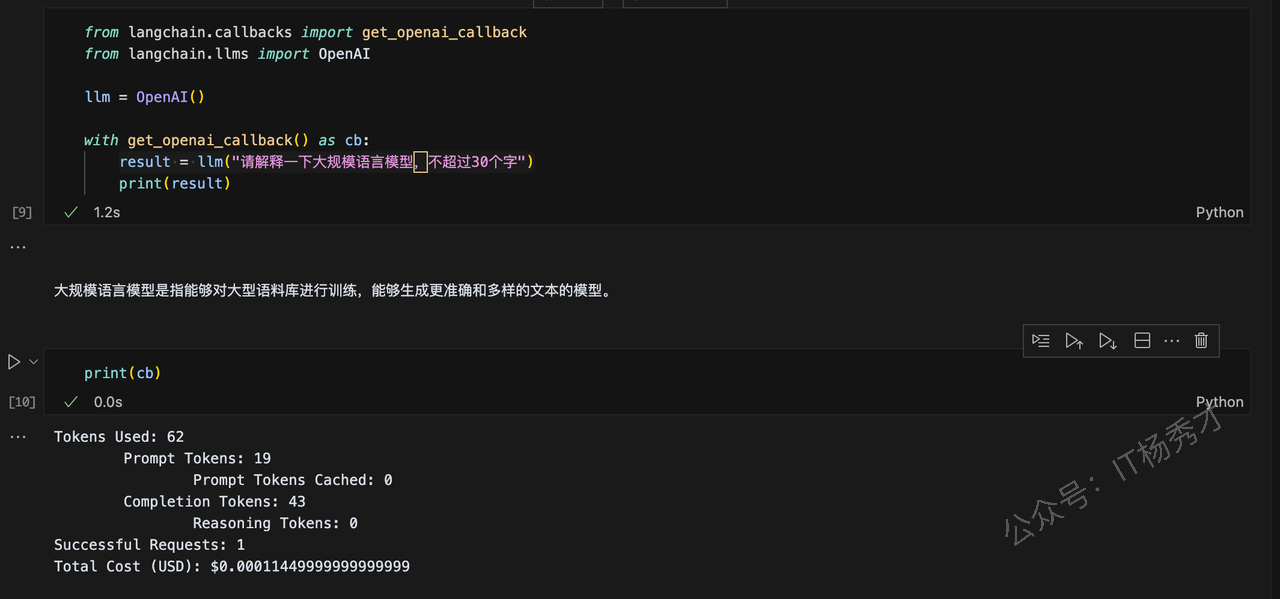 from langchain.callbacks import get_openai_callback
from langchain.llms import OpenAI
llm = OpenAI()
with get_openai_callback() as cb:
result = llm("请解释一下大规模语言模型，不超过30个字")
print(result)
[9] 1.2s Python
...
大规模语言模型是指能够对大型语料库进行训练，能够生成更准确和多样的文本的模型。
print(cb)
[10] 0.0s Python
...
Tokens Used: 62
Prompt Tokens: 19
Prompt Tokens Cached: 0
Completion Tokens: 43
Reasoning Tokens: 0
Successful Requests: 1
Total Cost (USD): $0.00011449999999999999
公众号：IT杨秀才